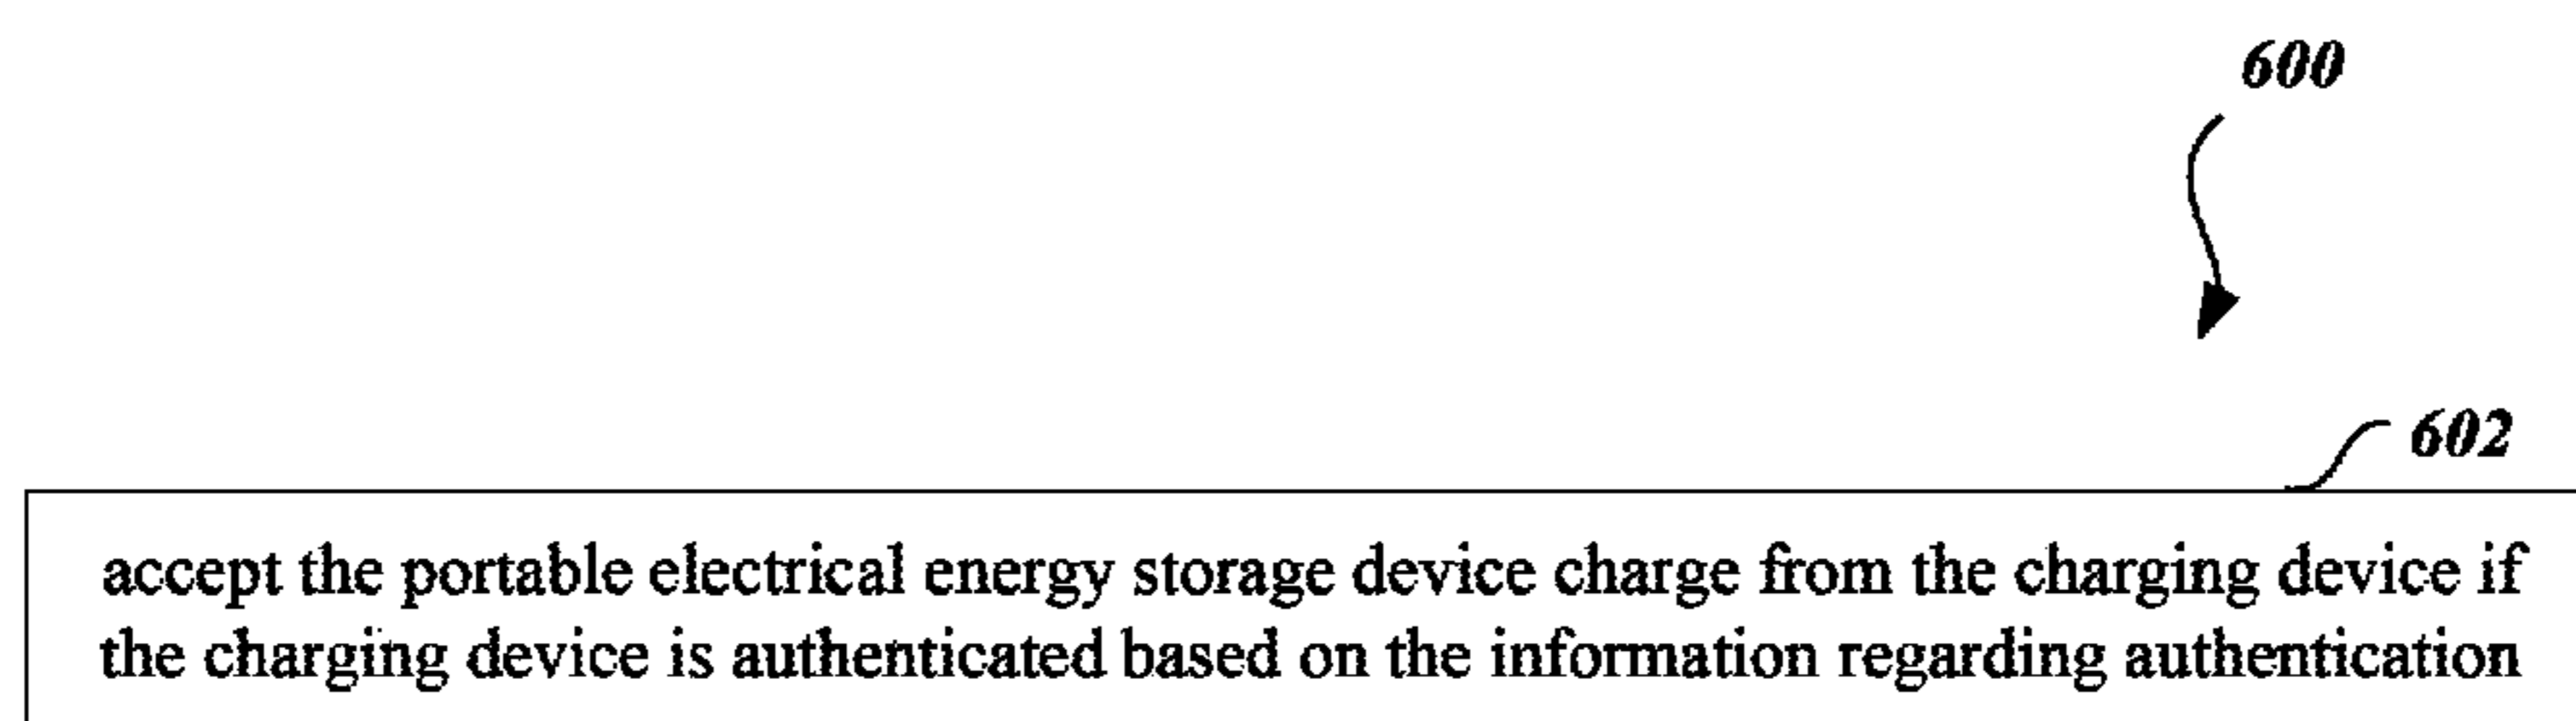 600
602
accept the portable electrical energy storage device charge from the charging device if
the charging device is authenticated based on the information regarding authentication